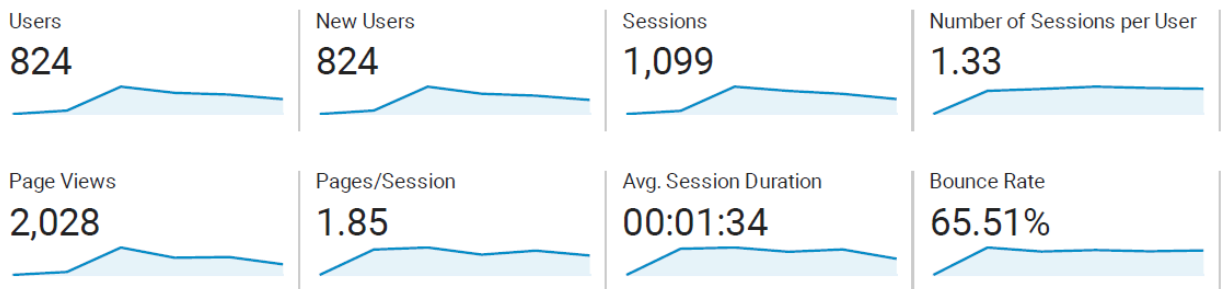 Users
824
New Users
824
Sessions
1,099
Number of Sessions per User
1.33
Page Views
2,028
Pages/Session
1.85
Avg. Session Duration
00:01:34
Bounce Rate
65.51%